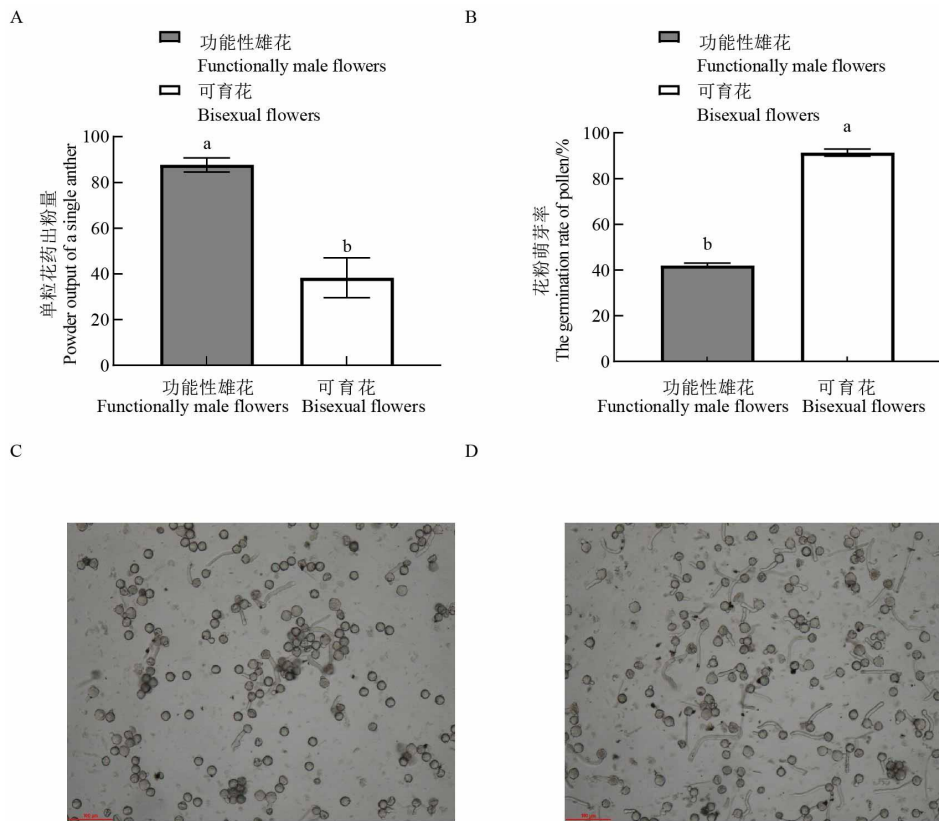 A
功能性雄花
Functionally male flowers
可育花
Bisexual flowers
单粒花药出粉量
Powder output of a single anther
100
80
60
40
20
0
a
b
功能性雄花
Functionally male flowers
可育花
Bisexual flowers
B
功能性雄花
Functionally male flowers
可育花
Bisexual flowers
花粉萌芽率
The germination rate of pollen/%
100
80
60
40
20
0
b
a
功能性雄花
Functionally male flowers
可育花
Bisexual flowers
C
D